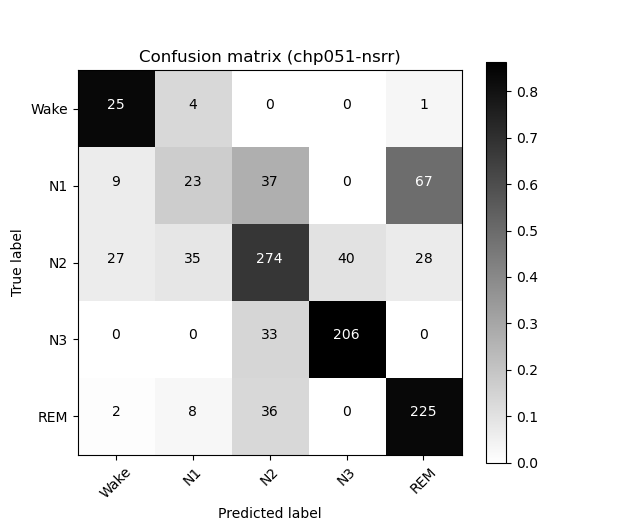 Confusion matrix (chp051-nsrr)
True label
Wake 25 4 0 0 1
N1 9 23 37 0 67
N2 27 35 274 40 28
N3 0 0 33 206 0
REM 2 8 36 0 225
Wake N1 N2 N3 REM
Predicted label
0.8
0.7
0.6
0.5
0.4
0.3
0.2
0.1
0.0